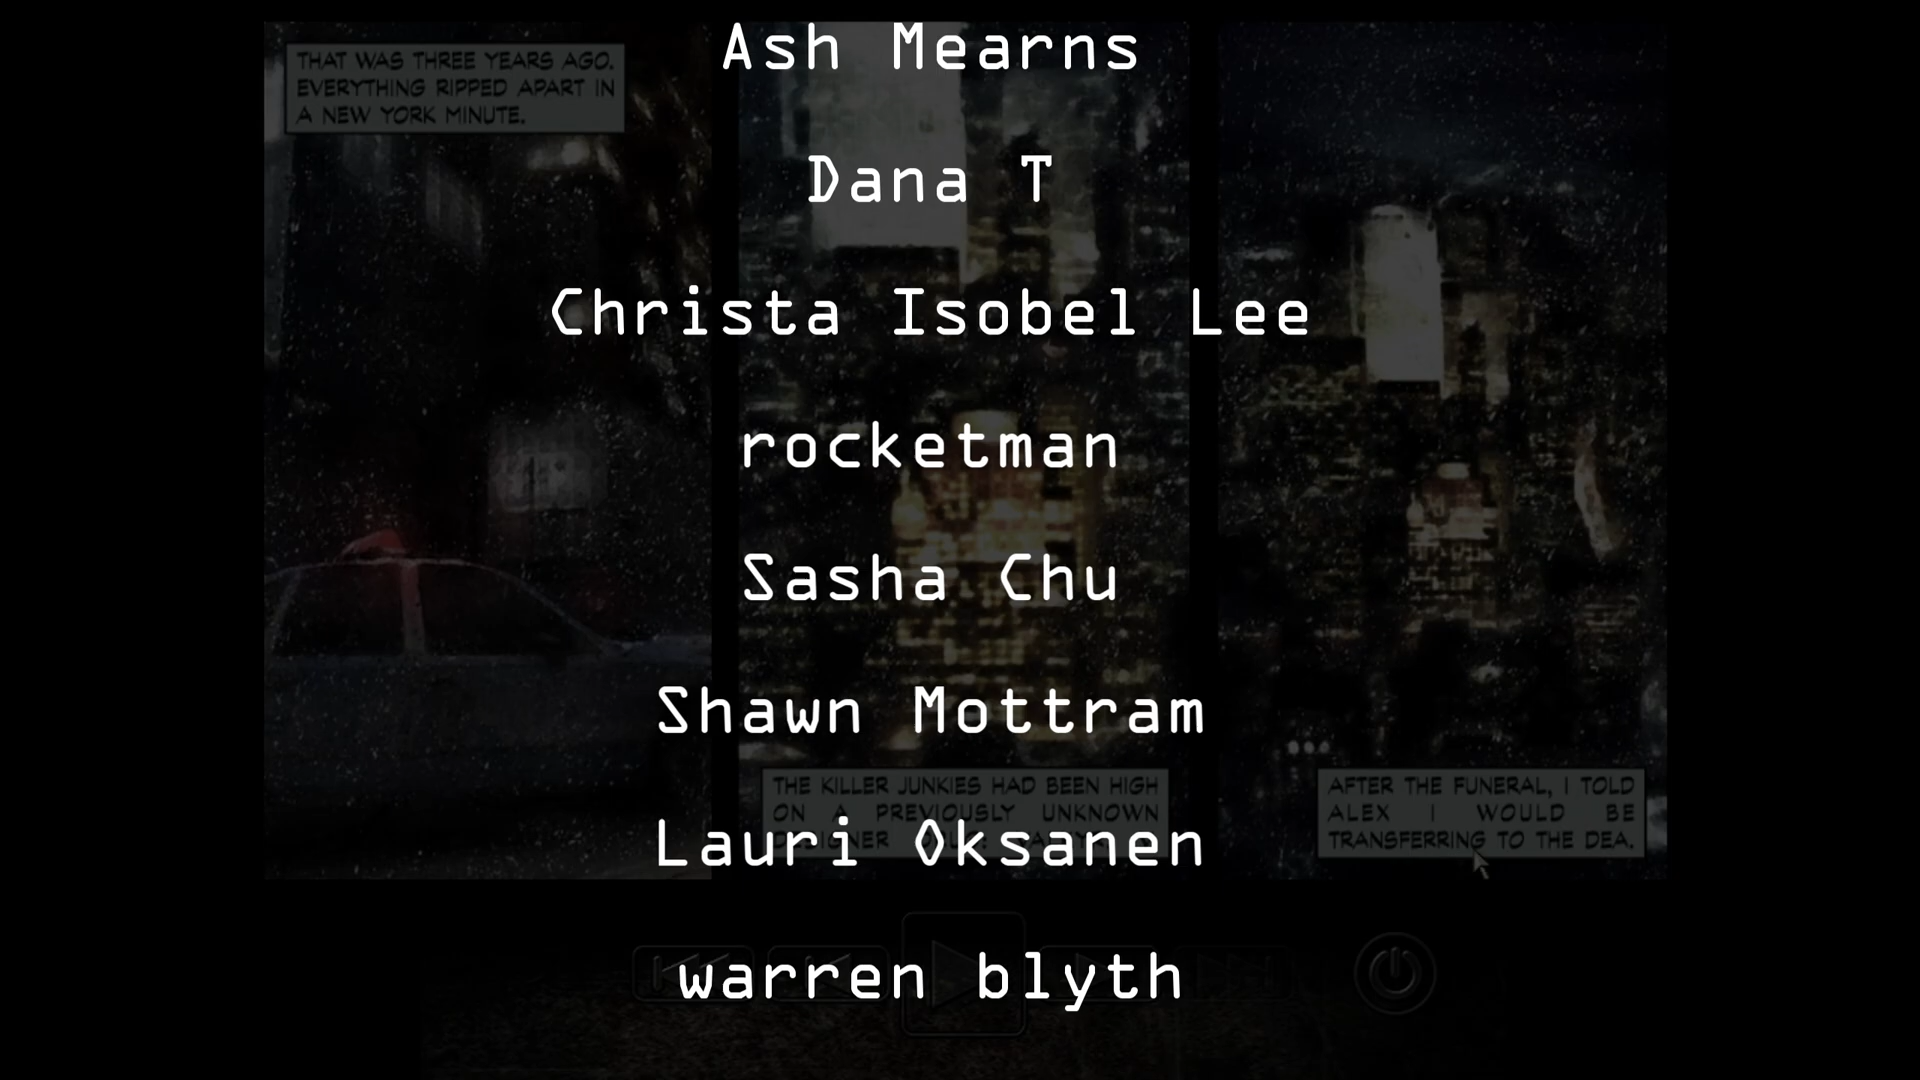 THAT WAS THREE YEARS AGO.
EVERYTHING RIPPED APART IN
A NEW YORK MINUTE.
Ash Mearns
Dana T
Christa Isobel Lee
rocketman
Sasha Chu
Shawn Mottram
THE KILLER JUNKIES HAD BEEN HIGH
ON A PREVIOUSLY UNKNOWN
DESIGNER
AFTER THE FUNERAL, I TOLD
ALEX I WOULD BE
TRANSFERRING TO THE DEA.
Lauri Oksanen
warren blyth